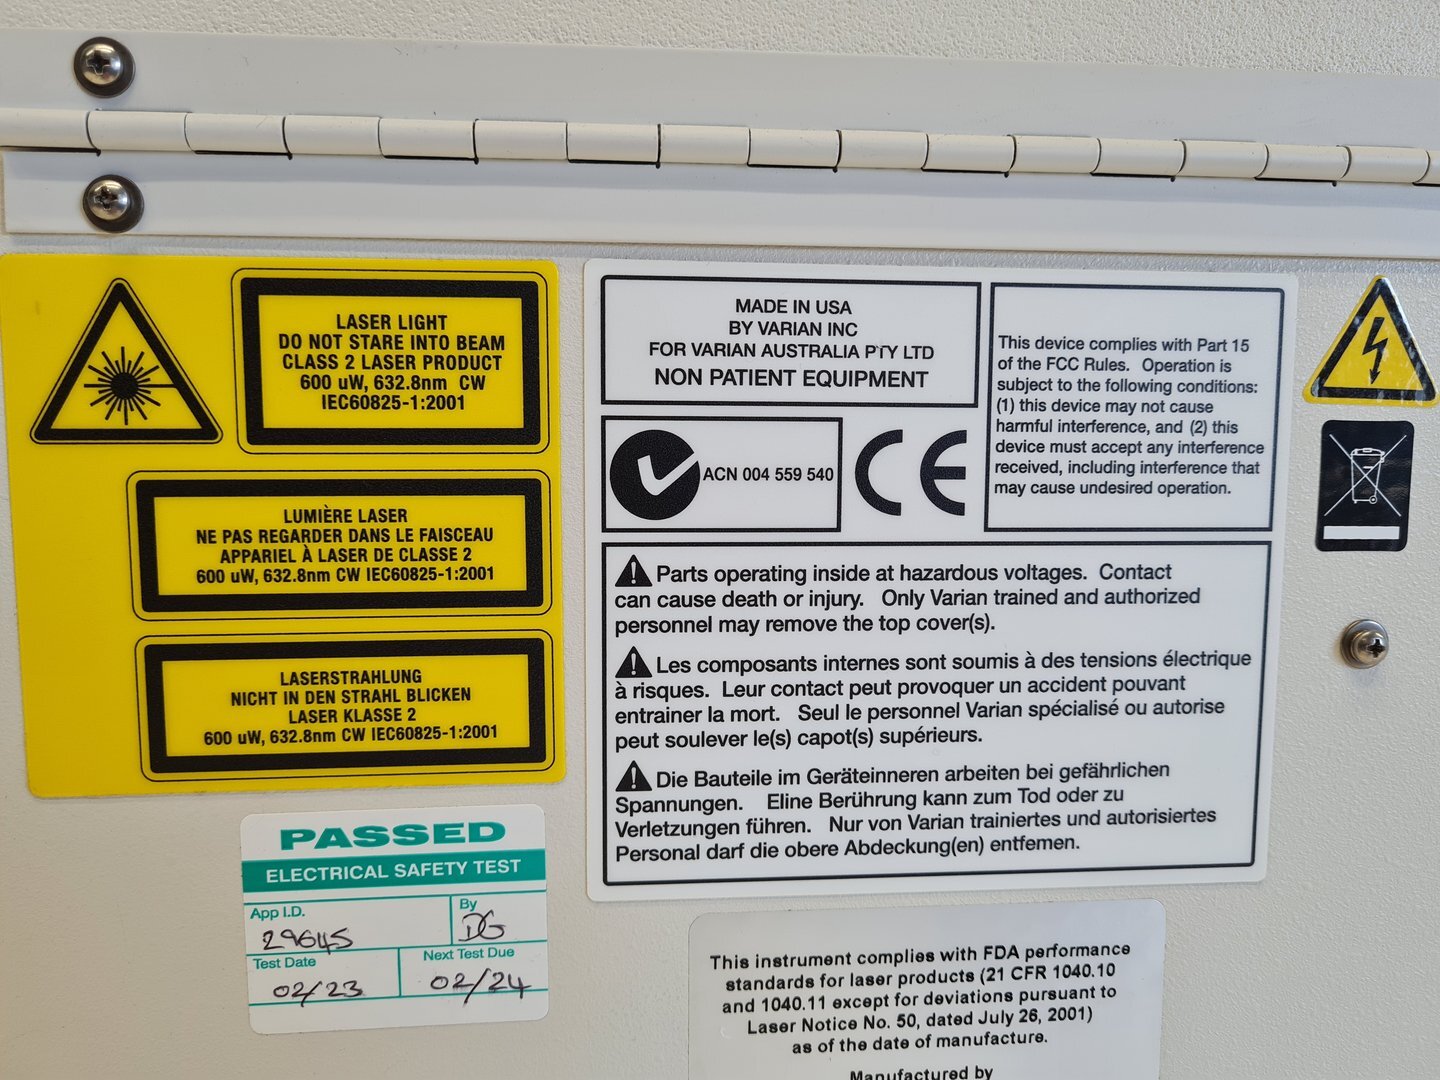 LASER LIGHT
DO NOT STARE INTO BEAM
CLASS 2 LASER PRODUCT
600 uW, 632.8nm CW
IEC60825-1:2001
LUMIÈRE LASER
NE PAS REGARDER DANS LE FAISCEAU
APPARIEL À LASER DE CLASSE 2
600 uW, 632.8nm CW IEC60825-1:2001
LASERSTRAHLUNG
NICHT IN DEN STRAHL BLICKEN
LASER KLASSE 2
600 uW, 632.8nm CW IEC60825-1:2001
MADE IN USA
BY VARIAN INC
FOR VARIAN AUSTRALIA PTY LTD
NON PATIENT EQUIPMENT
ACN 004 559 540
CE
This device complies with Part 15
of the FCC Rules. Operation is
subject to the following conditions:
(1) this device may not cause
harmful interference, and (2) this
device must accept any interference
received, including interference that
may cause undesired operation.
Parts operating inside at hazardous voltages. Contact
can cause death or injury. Only Varian trained and authorized
personnel may remove the top cover(s).
Les composants internes sont soumis à des tensions électrique
à risques. Leur contact peut provoquer un accident pouvant
entrainer la mort. Seul le personnel Varian spécialisé ou autorise
peut soulever le(s) capot(s) supérieurs.
Die Bauteile im Geräteinneren arbeiten bei gefährlichen
Spannungen. Eline Berührung kann zum Tod oder zu
Verletzungen führen. Nur von Varian trainiertes und autorisiertes
Personal darf die obere Abdeckung(en) entfemen.
PASSED
ELECTRICAL SAFETY TEST
App I.D. 29645
By DG
Test Date 02/23
Next Test Due 02/24
This instrument complies with FDA performance
standards for laser products (21 CFR 1040.10
and 1040.11 except for deviations pursuant to
Laser Notice No. 50, dated July 26, 2001)
as of the date of manufacture.
Manufactured by